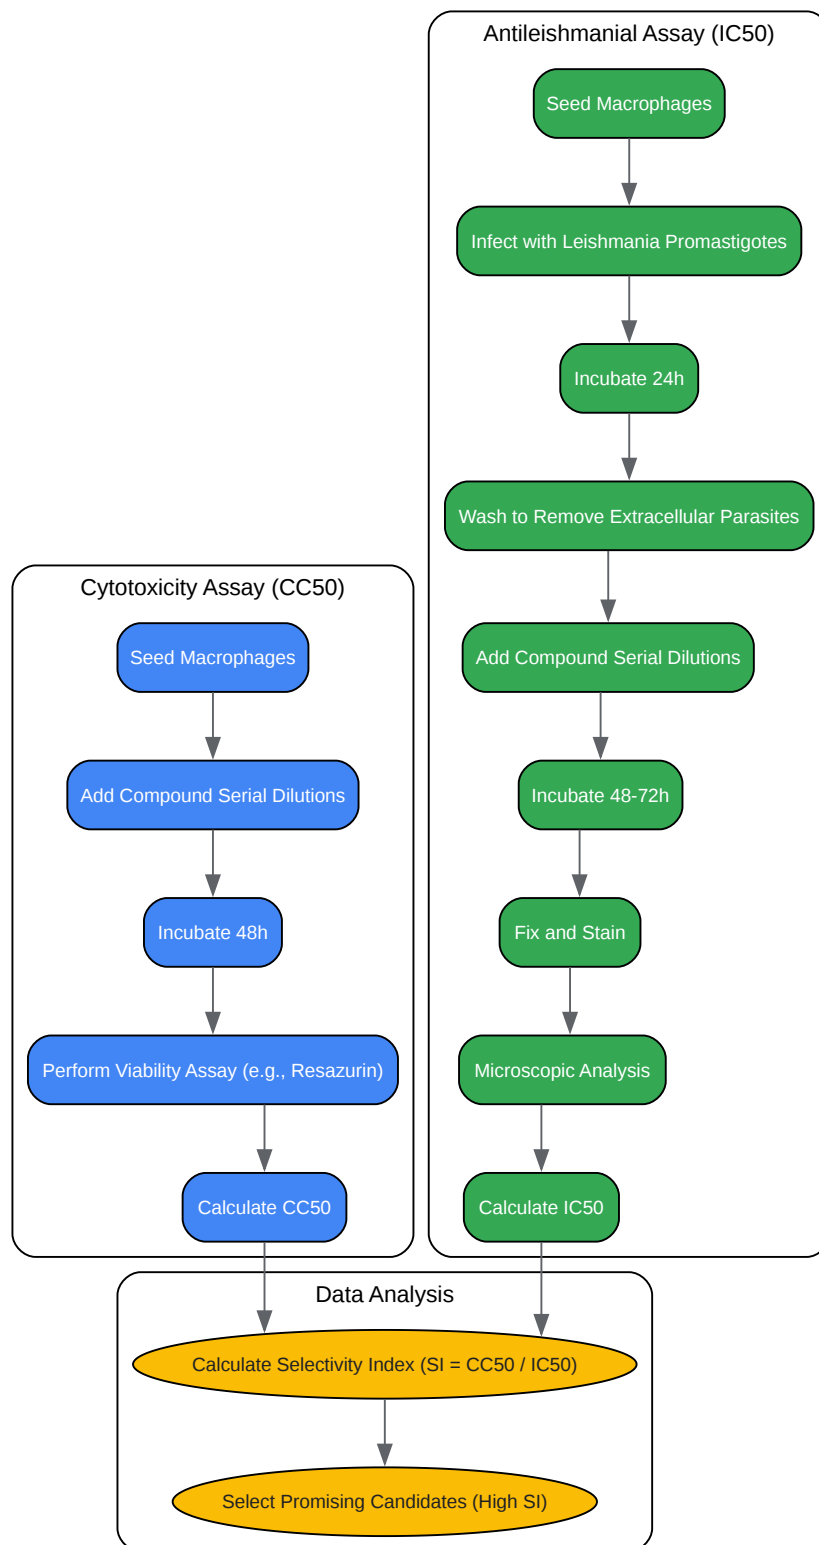 Antileishmanial Assay (IC50)
Seed Macrophages
Infect with Leishmania Promastigotes
Incubate 24h
Wash to Remove Extracellular Parasites
Add Compound Serial Dilutions
Incubate 48-72h
Fix and Stain
Microscopic Analysis
Calculate IC50
Cytotoxicity Assay (CC50)
Seed Macrophages
Add Compound Serial Dilutions
Incubate 48h
Perform Viability Assay (e.g., Resazurin)
Calculate CC50
Data Analysis
Calculate Selectivity Index (SI = CC50 / IC50)
Select Promising Candidates (High SI)